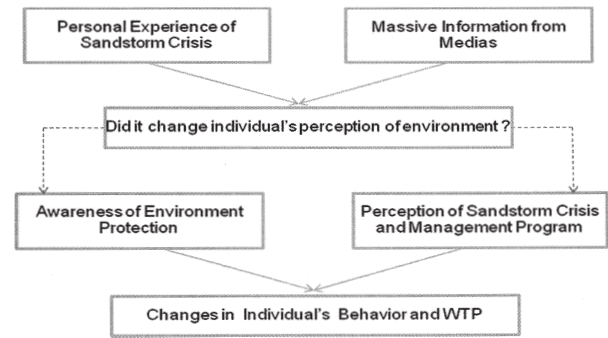 Personal Experience of
Sandstorm Crisis
Massive Information from
Medias
Did it change individual's perception of environment ?
Awareness of Environment
Protection
Perception of Sandstorm Crisis
and Management Program
Changes in Individual's Behavior and WTP